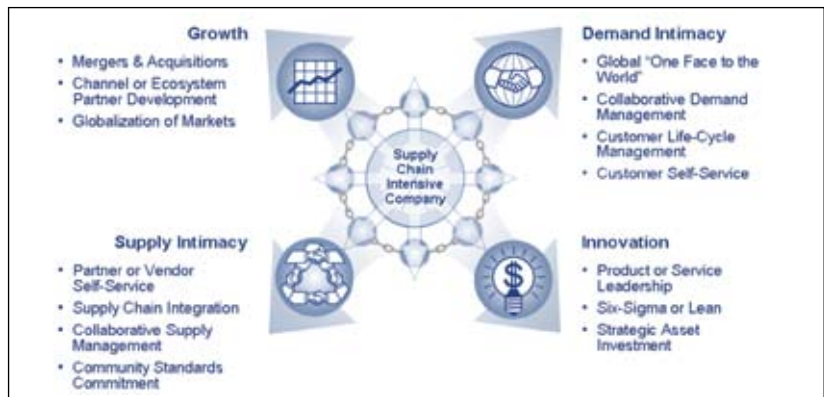 Growth
• Mergers & Acquisitions
• Channel or Ecosystem
Partner Development
• Globalization of Markets
Demand Intimacy
• Global "One Face to the
World"
• Collaborative Demand
Management
• Customer Life-Cycle
Management
• Customer Self-Service
Supply
Chain
Intensive
Company
Supply Intimacy
• Partner or Vendor
Self-Service
• Supply Chain Integration
• Collaborative Supply
Management
• Community Standards
Commitment
Innovation
• Product or Service
Leadership
• Six-Sigma or Lean
• Strategic Asset
Investment
$